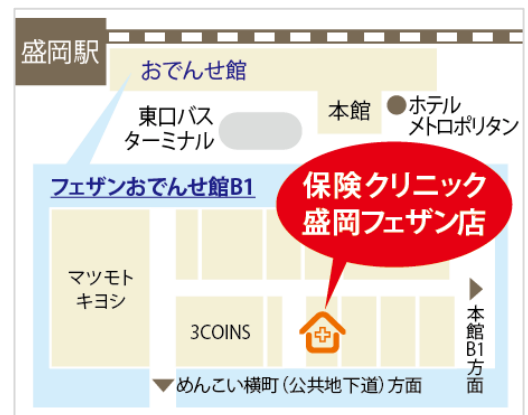 盛岡駅
おでんせ館
東口バス
ターミナル
本館
ホテル
メトロポリタン
フェザンおでんせ館B1
保険クリニック
盛岡フェザン店
マツモト
キヨシ
3COINS
本館B1方面
めんこい横町(公共地下道)方面